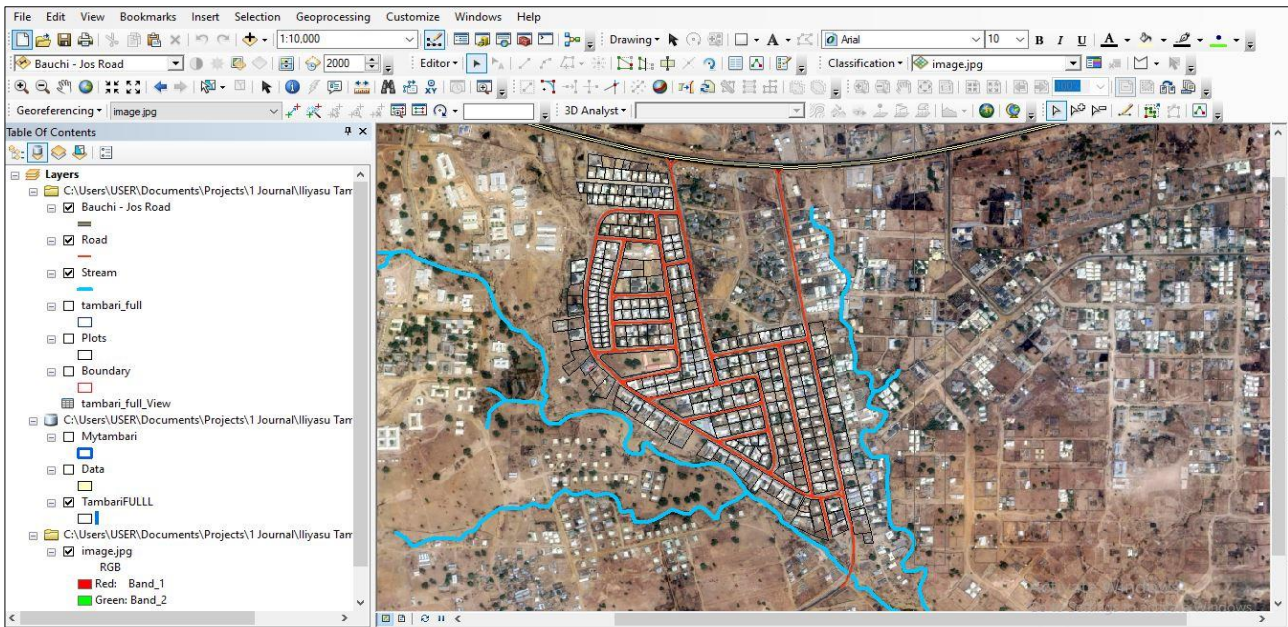 File Edit View Bookmarks Insert Selection Geoprocessing Customize Windows Help
1:10,000 Drawing Arial 10 B I U A
Bauchi - Jos Road 2000 Editor Classification image.jpg
Georeferencing image.jpg 3D Analyst
Table Of Contents
Layers
C:\Users\USER\Documents\Projects\1 Journal\Iliyasu Tam
Bauchi - Jos Road
Road
Stream
tambari_full
Plots
Boundary
tambari_full_View
C:\Users\USER\Documents\Projects\1 Journal\Iliyasu Tam
Mytambari
Data
TambariFULLL
C:\Users\USER\Documents\Projects\1 Journal\Iliyasu Tam
image.jpg
RGB
Red: Band_1
Green: Band_2